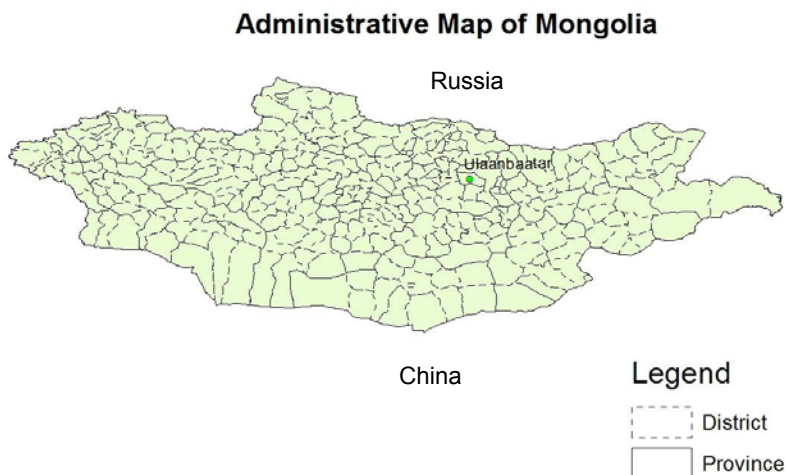 Administrative Map of Mongolia
Russia
Ulaanbaatar
China
Legend
District
Province